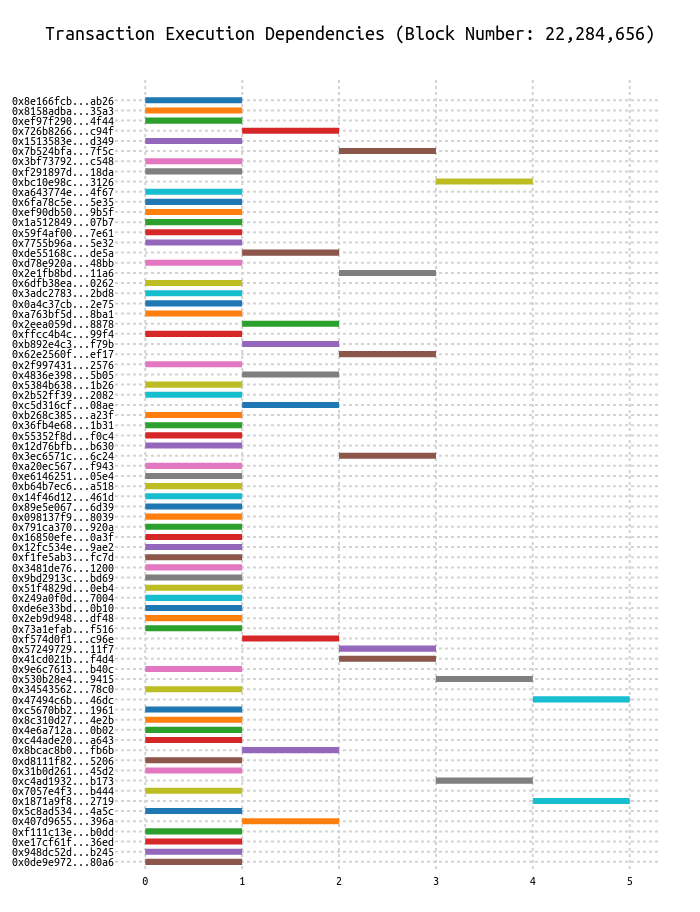 Transaction Execution Dependencies (Block Number: 22,284,656)
0x8e166fcb...ab26
0x8158adba...35a3
0xef97f290...4f44
0x726b8266...c94f
0x1513583e...d349
0x7b524bfa...7f5c
0x3bf73792...c548
0xf291897d...18da
0xbc10e98c...3126
0xa643774e...4f67
0x6fa78c5e...5e35
0xef90db50...9b5f
0x1a512849...07b7
0x59f4af00...7e61
0x7755b96a...5e32
0xde55168c...de5a
0xd78e920a...48bb
0x2e1fb8bd...11a6
0x6dfb38ea...0262
0x3adc2783...2bd8
0x0a4c37cb...2e75
0xa763bf5d...8ba1
0x2eea059d...8878
0xffcc4b4c...99f4
0xb892e4c3...f79b
0x62e2560f...ef17
0x2f997431...2576
0x4836e398...5b05
0x5384b638...1b26
0x2b52ff39...2082
0xc5d316cf...08ae
0xb268c385...a23f
0x36fb4e68...1b31
0x55352f8d...f0c4
0x12d76bfb...b630
0x3ec6571c...6c24
0xa20ec567...f943
0xe6146251...05e4
0xb64b7ec6...a518
0x14f46d12...461d
0x89e5e067...6d39
0x098137f9...8039
0x791ca370...920a
0x16850efe...0a3f
0x12fc534e...9ae2
0xf1fe5ab3...fc7d
0x3481de76...1200
0x9bd2913c...bd69
0x51f4829d...0eb4
0x249a0f0d...7004
0xde6e33bd...0b10
0x2eb9d948...df48
0x73a1efab...f516
0xf574d0f1...c96e
0x57249729...11f7
0x41cd021b...f4d4
0x9e6c7613...b40c
0x530b28e4...9415
0x34543562...78c0
0x47494c6b...46dc
0xc5670bb2...1961
0x8c310d27...4e2b
0x4e6a712a...0b02
0xc44ade20...a643
0x8bcac8b0...fb6b
0xd8111f82...5206
0x31b0d261...45d2
0xc4ad1932...b173
0x7057e4f3...b444
0x1871a9f8...2719
0x5c8ad534...4a5c
0x407d9655...396a
0xf111c13e...b0dd
0xe17cf61f...36ed
0x948dc52d...b245
0x0de9e972...80a6
0 1 2 3 4 5